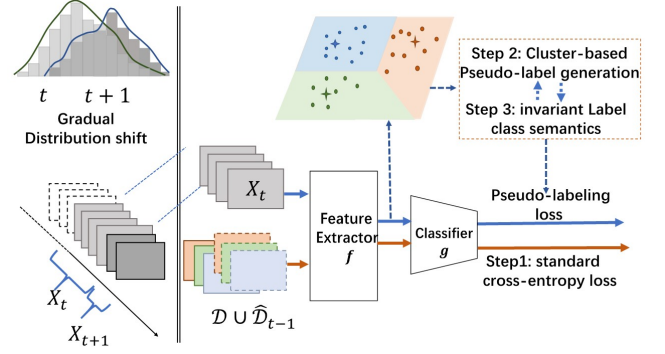 t
t + 1
Gradual
Distribution shift
X_t
X_{t+1}
X_t
𝒟 ∪ 𝒟̂_{t−1}
Feature
Extractor
f
Classifier
g
Step 2: Cluster-based
Pseudo-label generation
Step 3: invariant Label
class semantics
Pseudo-labeling
loss
Step1: standard
cross-entropy loss